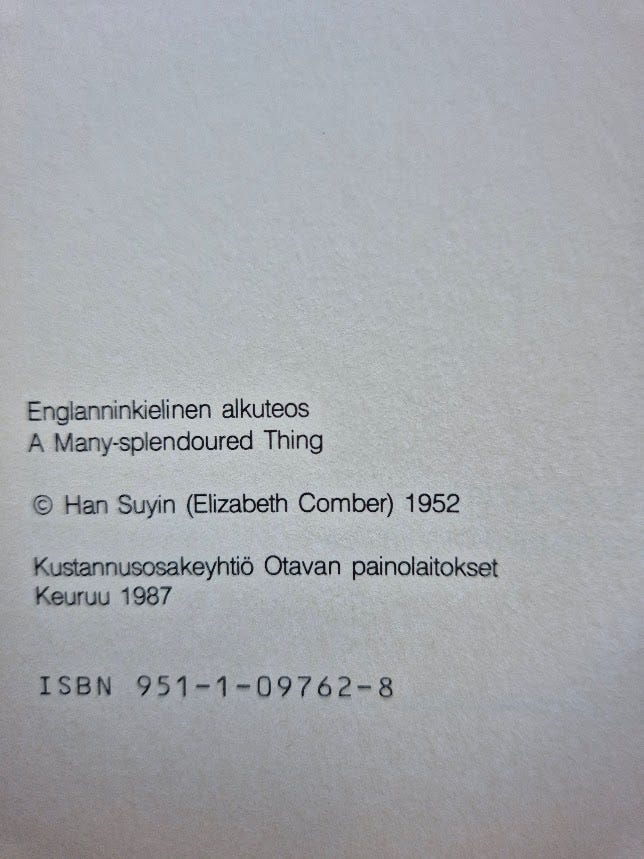 Englanninkielinen alkuteos
A Many-splendoured Thing
© Han Suyin (Elizabeth Comber) 1952
Kustannusosakeyhtiö Otavan painolaitokset
Keuruu 1987
ISBN 951-1-09762-8